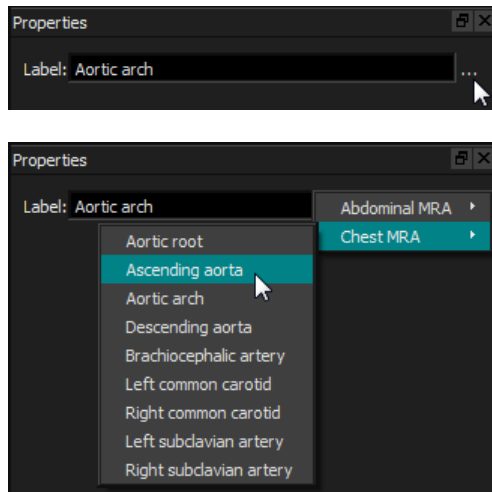 Properties
Label: Aortic arch ...
Properties
Label: Aortic arch
Abdominal MRA
Chest MRA
Aortic root
Ascending aorta
Aortic arch
Descending aorta
Brachiocephalic artery
Left common carotid
Right common carotid
Left subclavian artery
Right subclavian artery